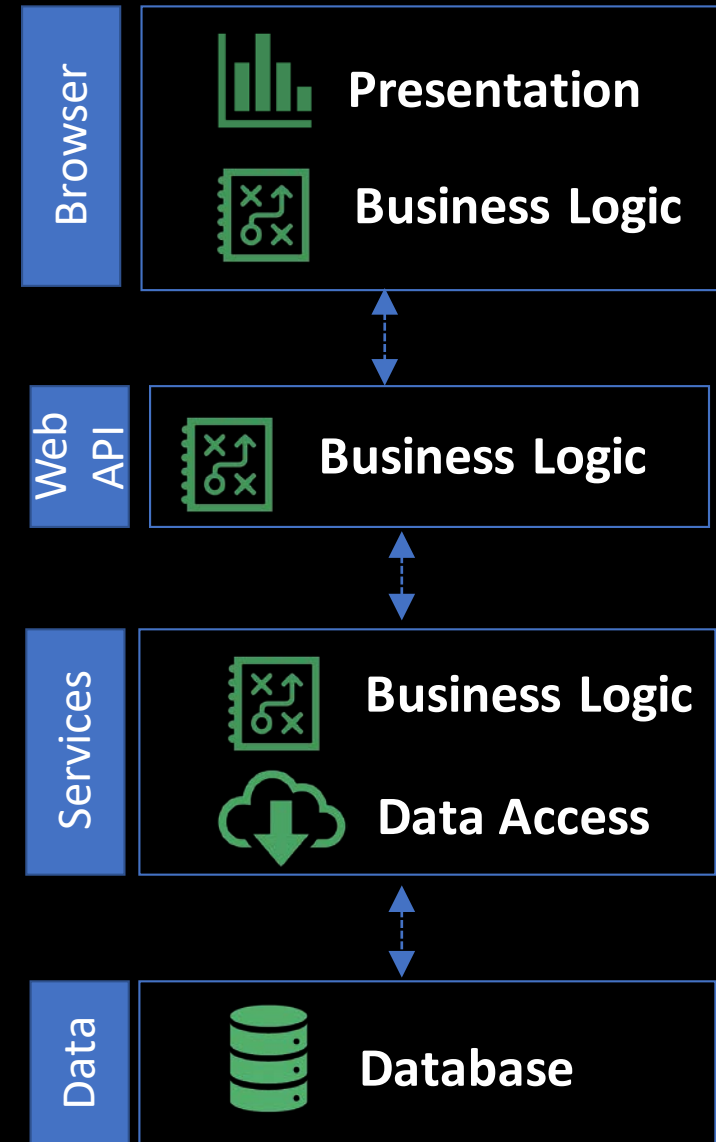 Browser
Presentation
Business Logic
Web
API
Business Logic
Services
Business Logic
Data Access
Data
Database